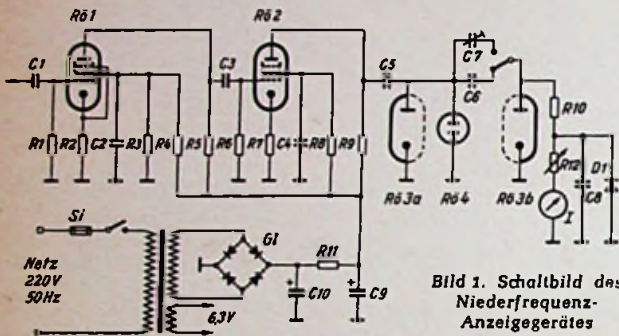 Rö1
Rö2
C1
C3
C5
C7
C6
R10
R1
R2
C2
R3
R4
R5
R6
R7
C4
R8
R9
R12
C8
D1
I
Rö3a
Rö4
Rö3b
Si
Gl
R11
Netz
220V
50Hz
6,3V
C10
C9
+
+
Bild 1. Schaltbild des
Niederfrequenz-
Anzeigegerätes